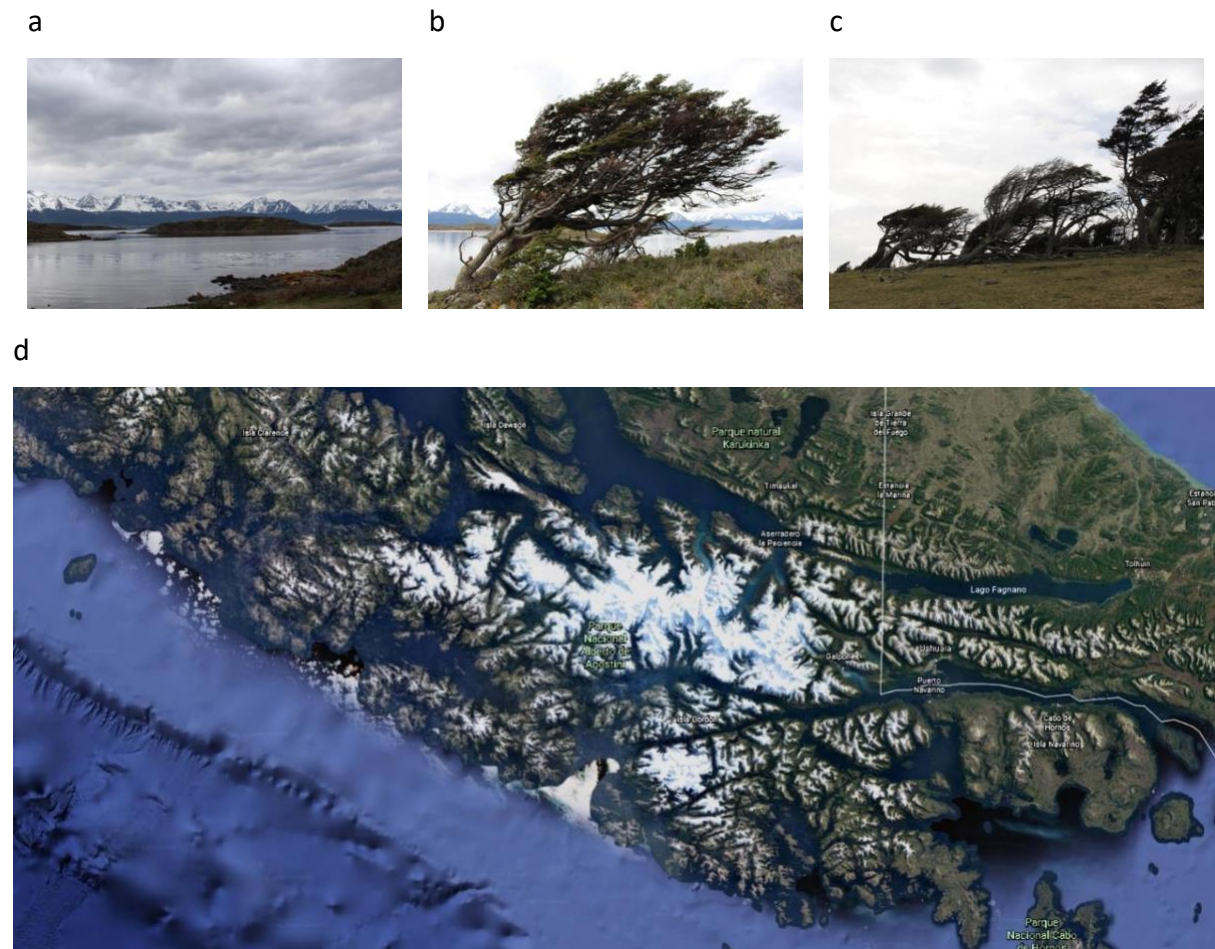 a
b
c
d
Isla Clarence
Isla Dawson
Parque natural
Karukinka
Isla Grande
de Tierra
del Fuego
Timaukel
Estancia
la Marina
Aserradero
la Paciencia
Tolhuin
Lago Fagnano
Parque
Nacional
Alberto de
Agostini
Ushuaia
Puerto
Navarino
Isla Gordon
Cabo de
Hornos
Isla Navarino
Parque
Nacional Cabo
de Hornos